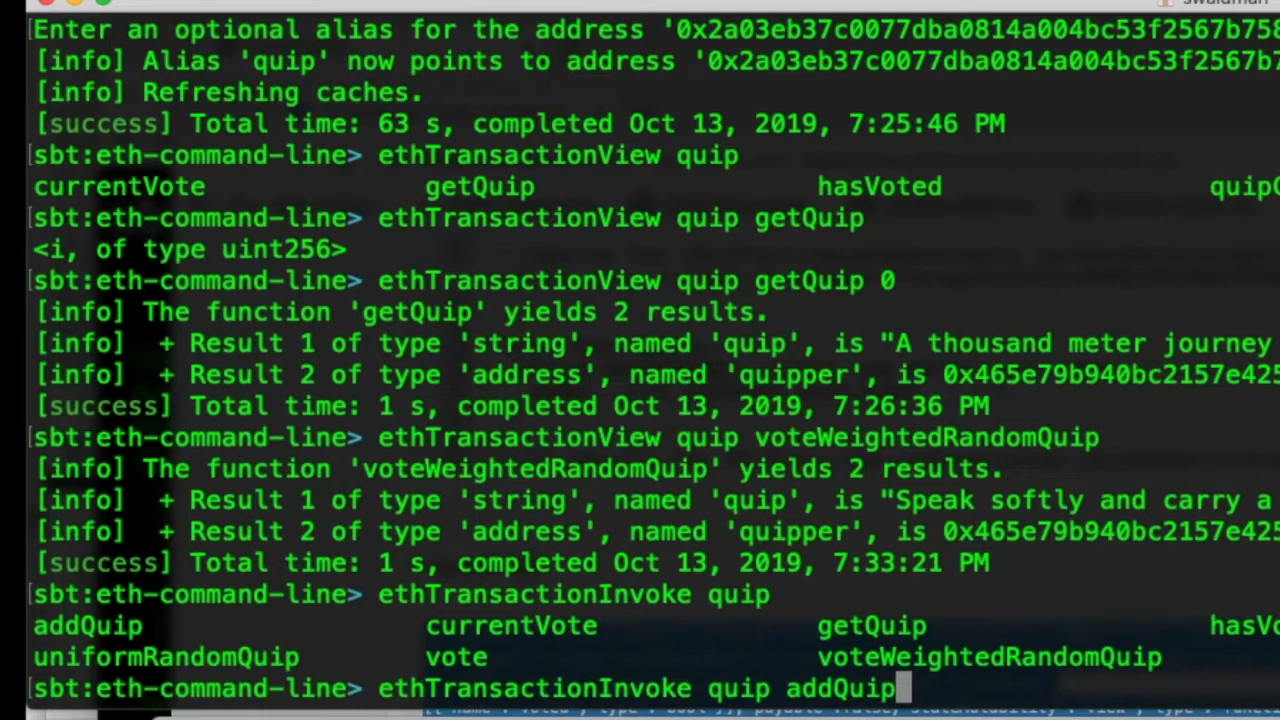 swaldman
Enter an optional alias for the address '0x2a03eb37c0077dba0814a004bc53f2567b758
[info] Alias 'quip' now points to address '0x2a03eb37c0077dba0814a004bc53f2567b7
[info] Refreshing caches.
[success] Total time: 63 s, completed Oct 13, 2019, 7:25:46 PM
sbt:eth-command-line> ethTransactionView quip
currentVote getQuip hasVoted quipC
sbt:eth-command-line> ethTransactionView quip getQuip
<i, of type uint256>
sbt:eth-command-line> ethTransactionView quip getQuip 0
[info] The function 'getQuip' yields 2 results.
[info]  + Result 1 of type 'string', named 'quip', is "A thousand meter journey
[info]  + Result 2 of type 'address', named 'quipper', is 0x465e79b940bc2157e425
[success] Total time: 1 s, completed Oct 13, 2019, 7:26:36 PM
sbt:eth-command-line> ethTransactionView quip voteWeightedRandomQuip
[info] The function 'voteWeightedRandomQuip' yields 2 results.
[info]  + Result 1 of type 'string', named 'quip', is "Speak softly and carry a
[info]  + Result 2 of type 'address', named 'quipper', is 0x465e79b940bc2157e425
[success] Total time: 1 s, completed Oct 13, 2019, 7:33:21 PM
sbt:eth-command-line> ethTransactionInvoke quip
addQuip currentVote getQuip hasVo
uniformRandomQuip vote voteWeightedRandomQuip
sbt:eth-command-line> ethTransactionInvoke quip addQuip